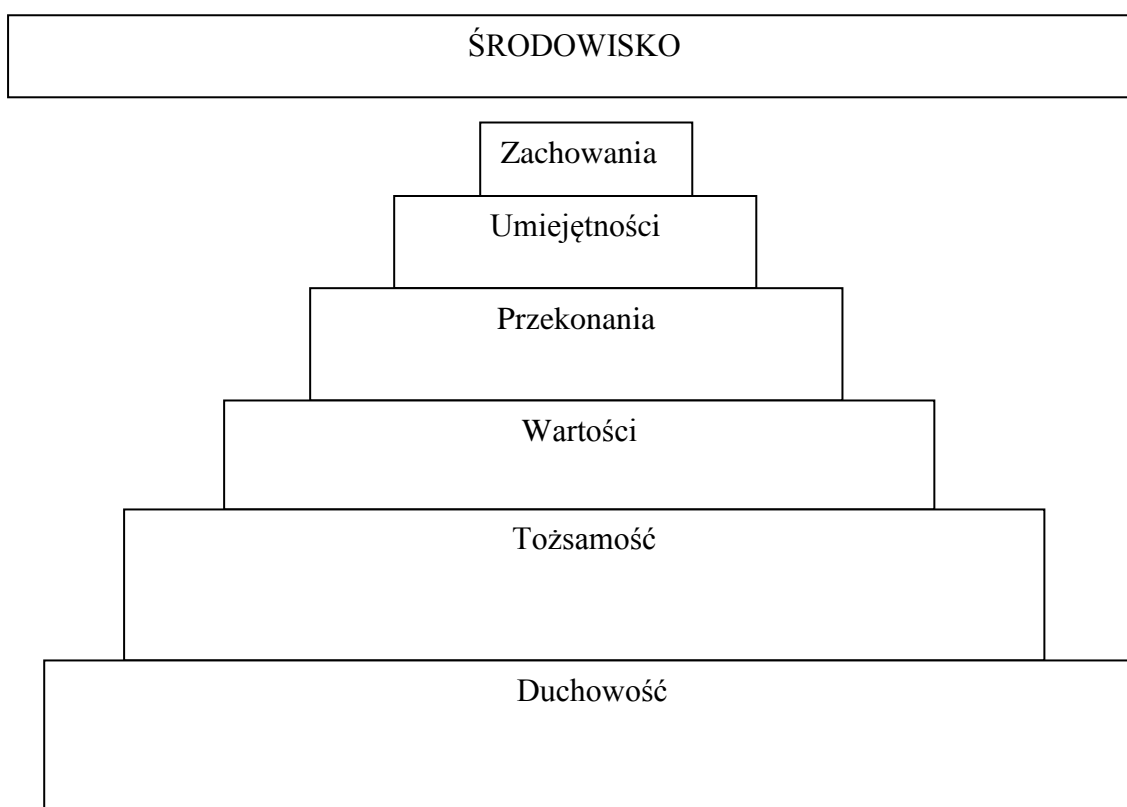 ŚRODOWISKO
Zachowania
Umiejętności
Przekonania
Wartości
Tożsamość
Duchowość